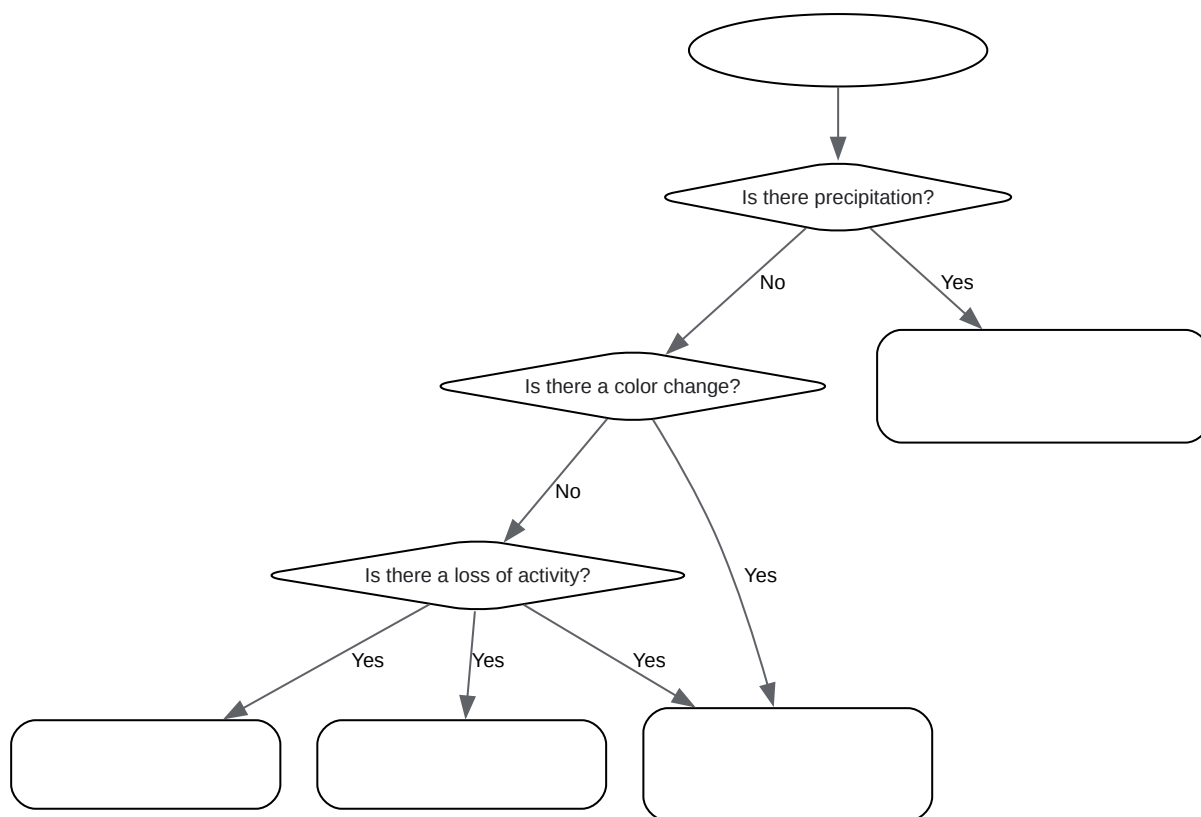 Is there precipitation?
No
Yes
Is there a color change?
No
Yes
Is there a loss of activity?
Yes
Yes
Yes